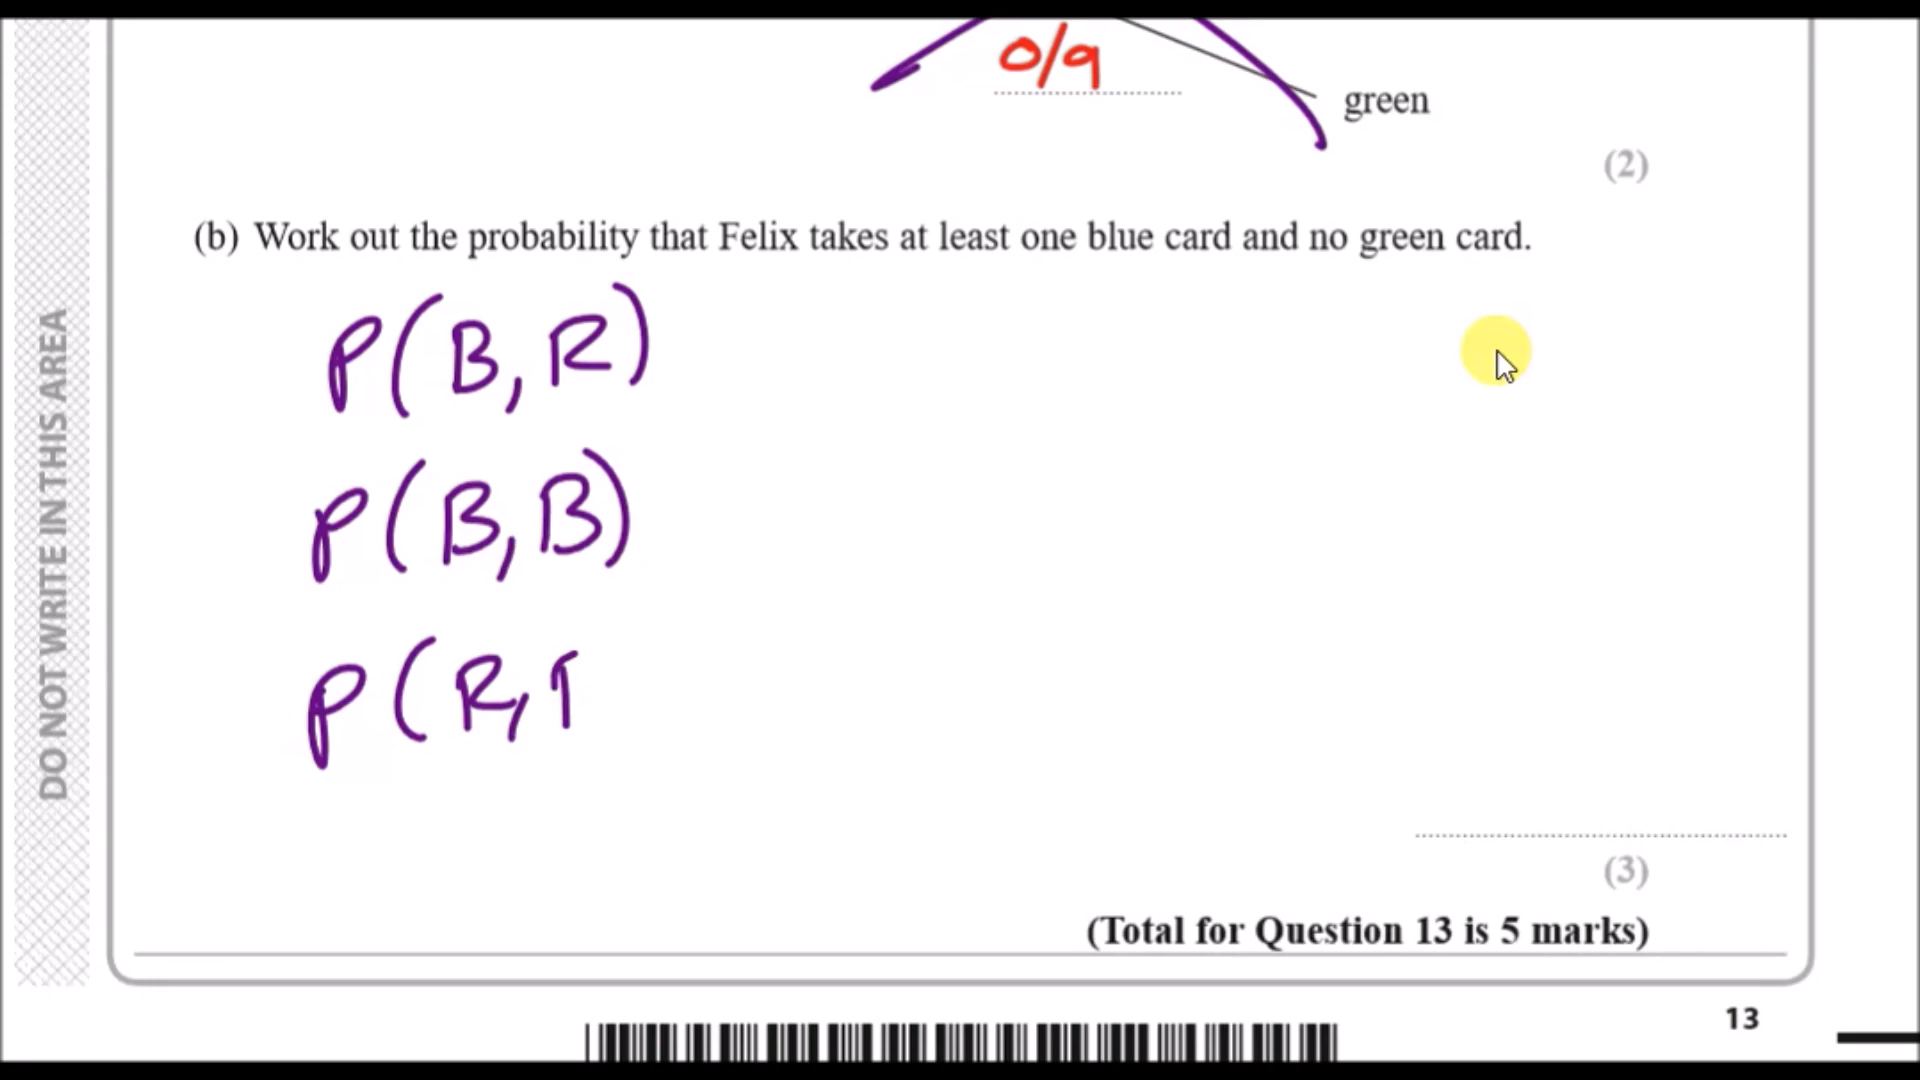 0/9
green
(2)
(b) Work out the probability that Felix takes at least one blue card and no green card.
P(B,R)
P(B,B)
P(R,
(3)
(Total for Question 13 is 5 marks)
13
DO NOT WRITE IN THIS AREA